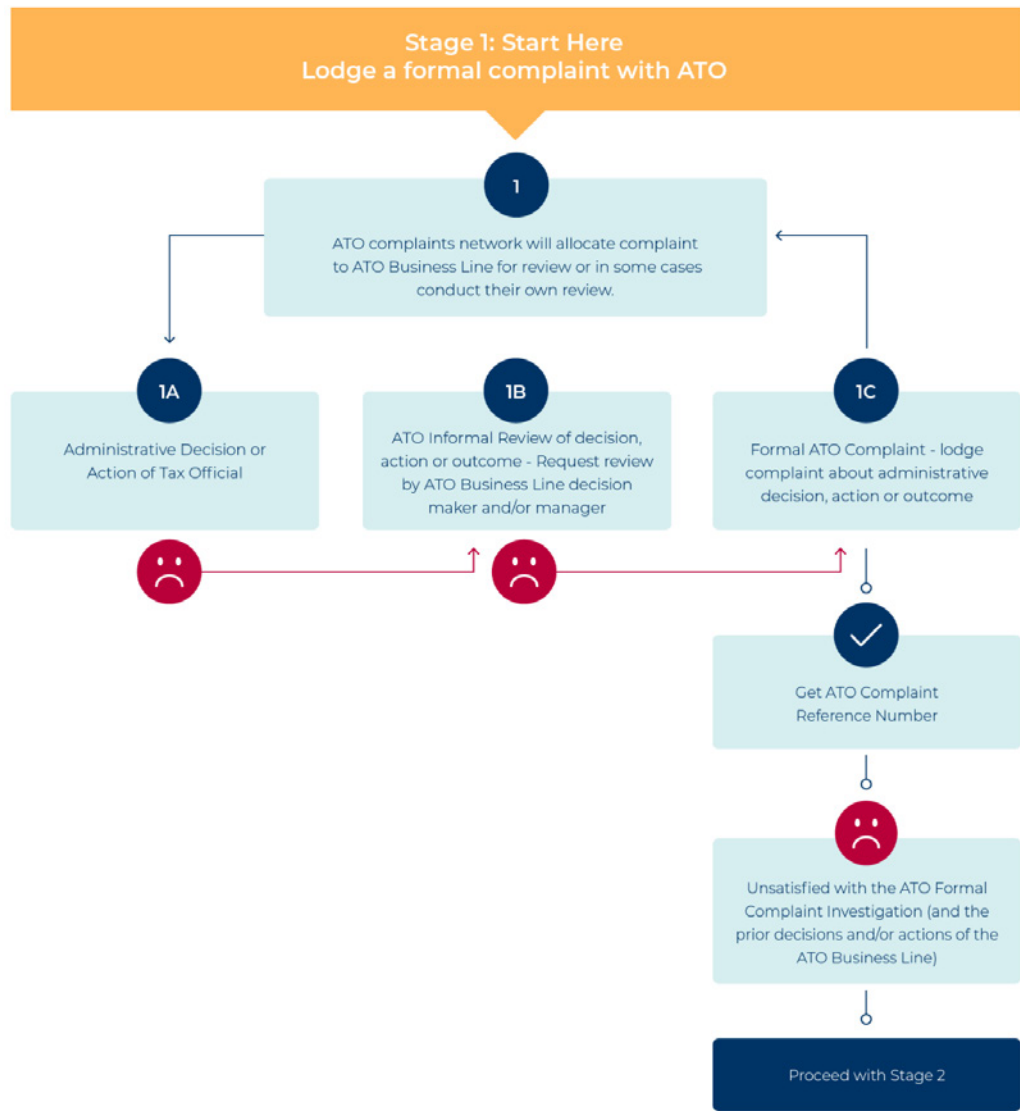 Stage 1: Start Here
Lodge a formal complaint with ATO
1
ATO complaints network will allocate complaint
to ATO Business Line for review or in some cases
conduct their own review.
1A
Administrative Decision or
Action of Tax Official
1B
ATO Informal Review of decision,
action or outcome - Request review
by ATO Business Line decision
maker and/or manager
1C
Formal ATO Complaint - lodge
complaint about administrative
decision, action or outcome
Get ATO Complaint
Reference Number
Unsatisfied with the ATO Formal
Complaint Investigation (and the
prior decisions and/or actions of the
ATO Business Line)
Proceed with Stage 2